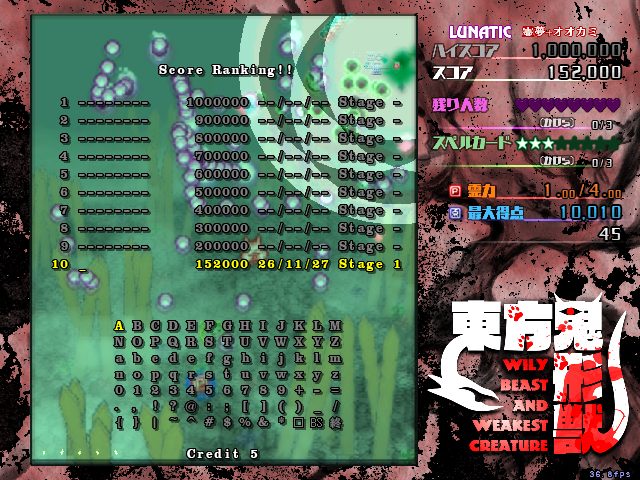 Score Ranking!!
1 -------- 1000000 --/--/-- Stage -
2 -------- 900000 --/--/-- Stage -
3 -------- 800000 --/--/-- Stage -
4 -------- 700000 --/--/-- Stage -
5 -------- 600000 --/--/-- Stage -
6 -------- 500000 --/--/-- Stage -
7 -------- 400000 --/--/-- Stage -
8 -------- 300000 --/--/-- Stage -
9 -------- 200000 --/--/-- Stage -
10 _ 152000 26/11/27 Stage 1
A B C D E F G H I J K L M
N O P Q R S T U V W X Y Z
a b c d e f g h i j k l m
n o p q r s t u v w x y z
0 1 2 3 4 5 6 7 8 9 + - =
. , ! ? @ : ; [ ] ( ) _ /
{ } | ~ ^ # $ % & * □ BS 終
Credit 5
LUNATIC 霊夢+オオカミ
ハイスコア 1,000,000
スコア 152,000
残り人数
(かけら) 0/3
スペルカード ★★★★★★★★★
(かけら) 0/3
P 霊力 1.00/4.00
最大得点 10,010
45
東方鬼形獣
WILY
BEAST
AND
WEAKEST
CREATURE
36.8fps